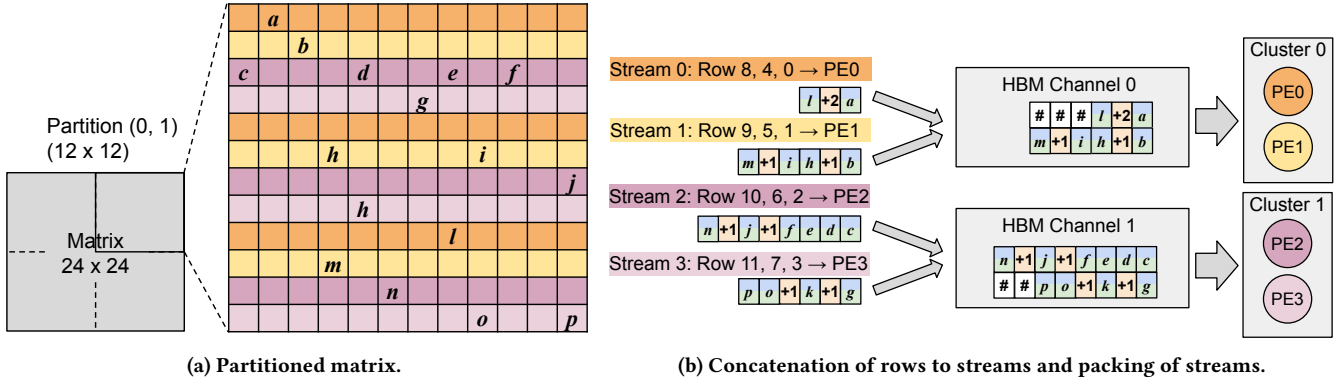 Partition (0, 1)
(12 x 12)
Matrix
24 x 24
a
b
c d e f
g
h i
j
h
l
m
n
o p
(a) Partitioned matrix.
Stream 0: Row 8, 4, 0 → PE0
l +2 a
Stream 1: Row 9, 5, 1 → PE1
m +1 i h +1 b
Stream 2: Row 10, 6, 2 → PE2
n +1 j +1 f e d c
Stream 3: Row 11, 7, 3 → PE3
p o +1 k +1 g
HBM Channel 0
# # # l +2 a
m +1 i h +1 b
HBM Channel 1
n +1 j +1 f e d c
# # p o +1 k +1 g
Cluster 0
PE0
PE1
Cluster 1
PE2
PE3
(b) Concatenation of rows to streams and packing of streams.